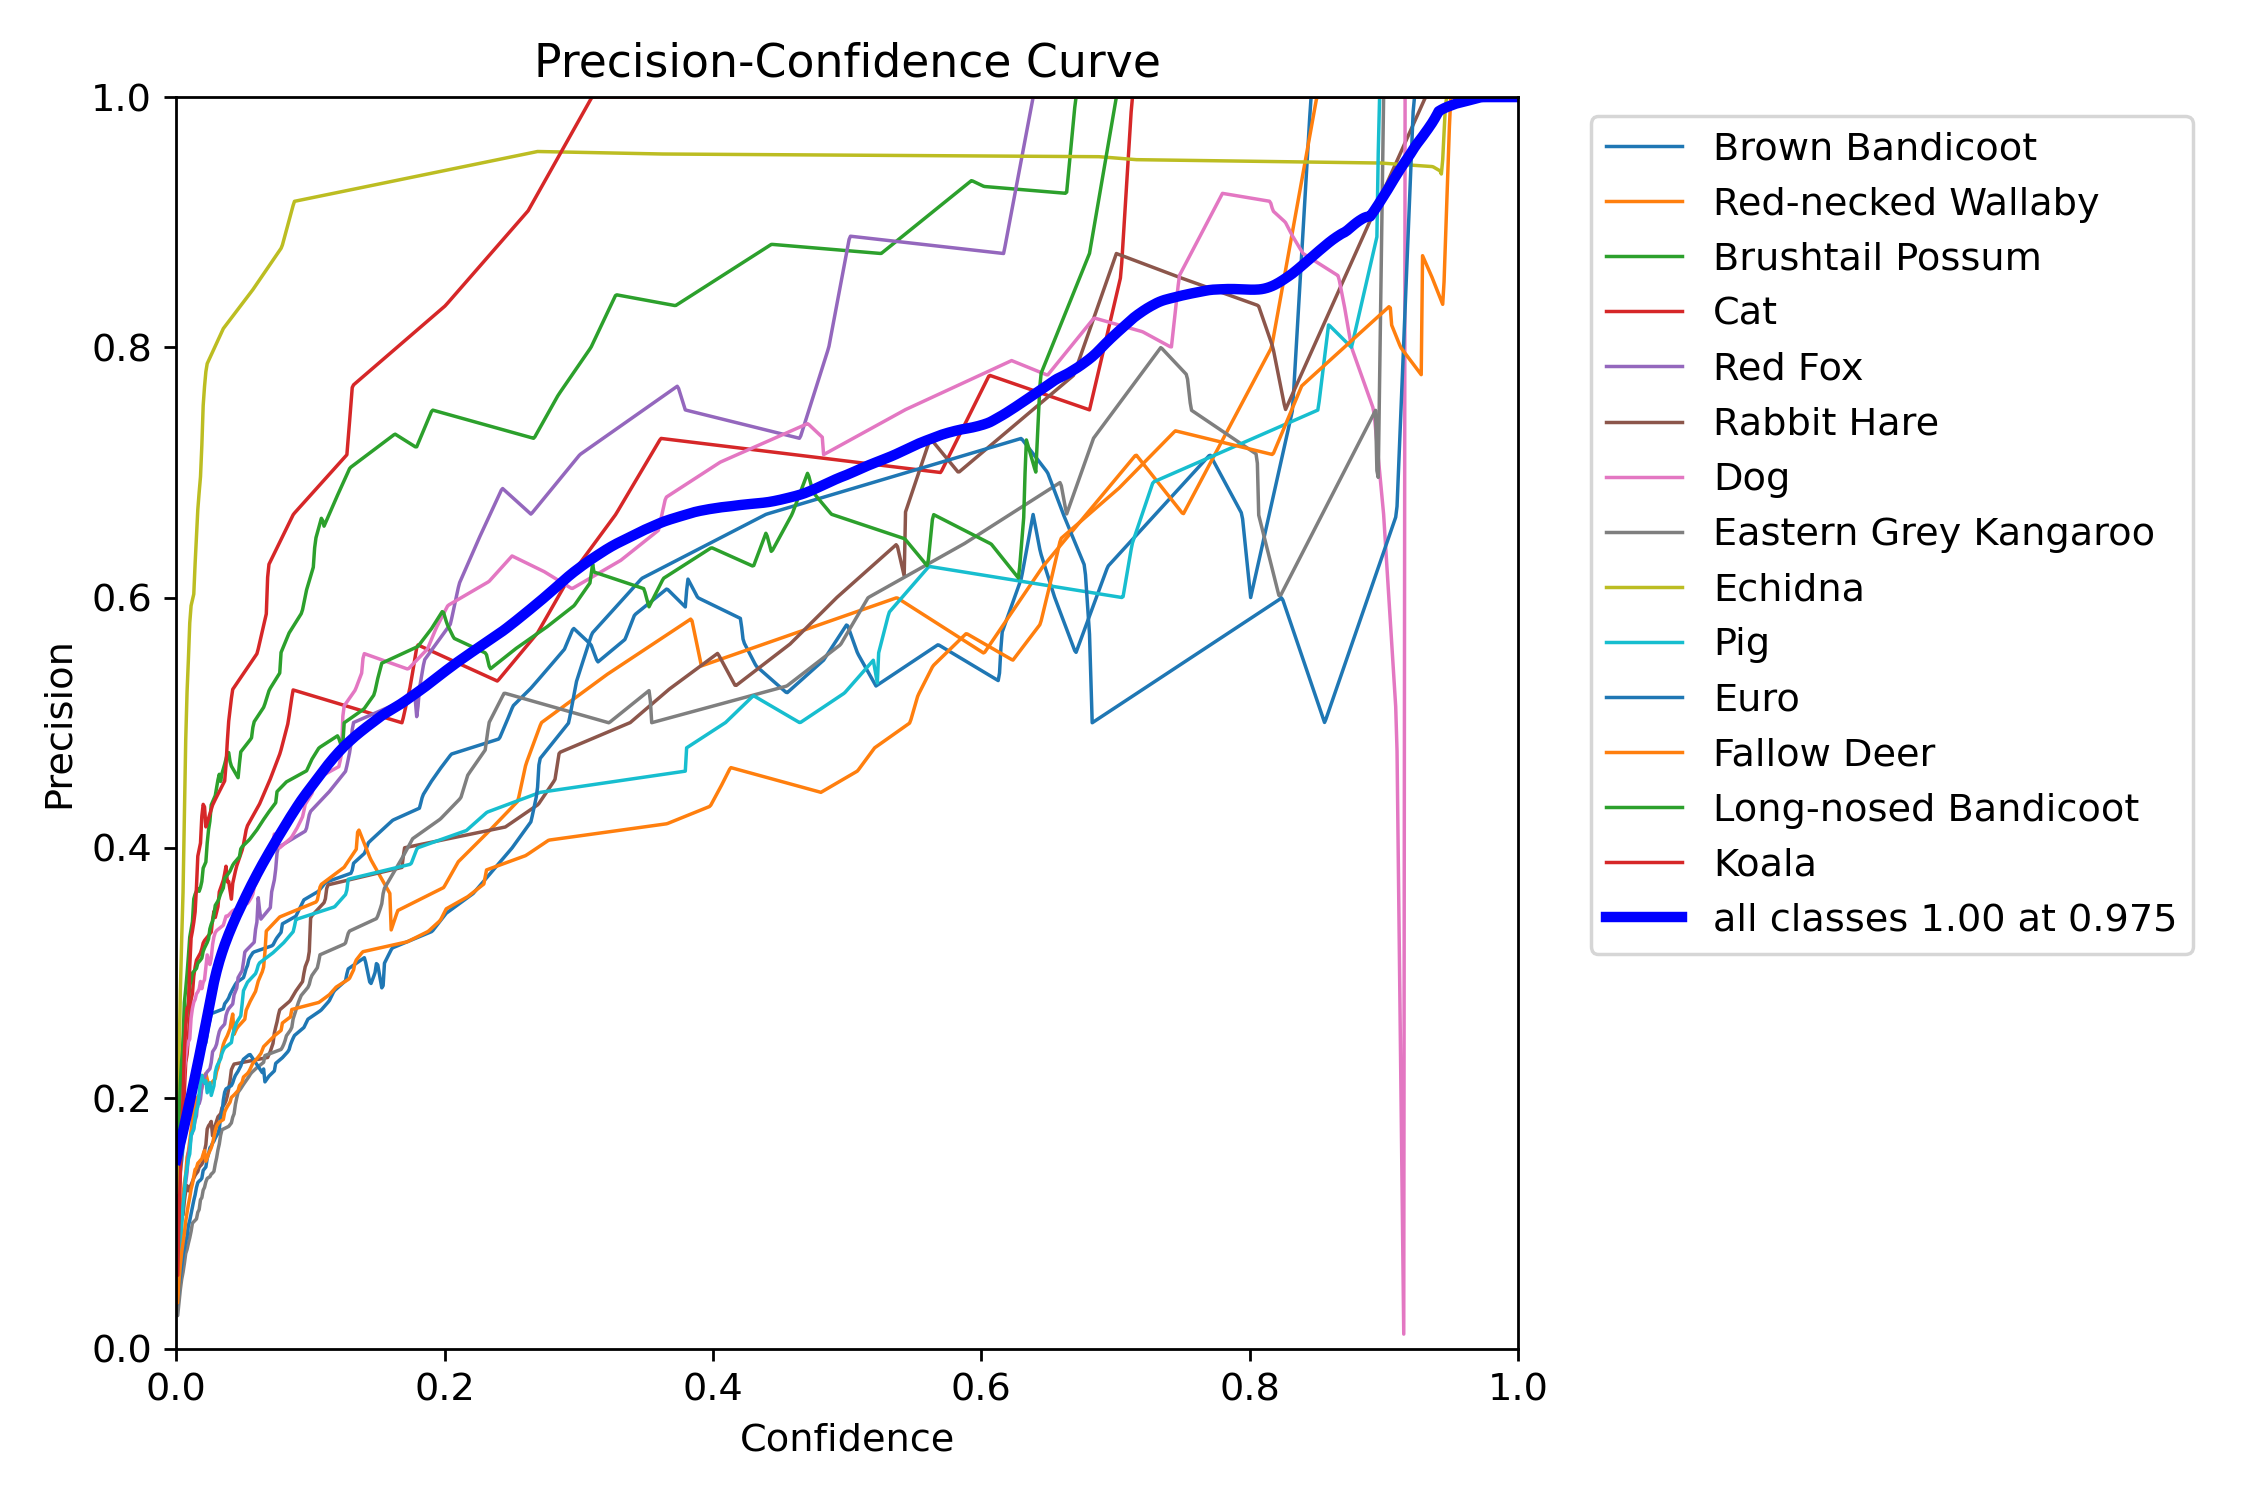 Precision-Confidence Curve
1.0
0.8
0.6
0.4
0.2
0.0
Precision
0.0 0.2 0.4 0.6 0.8 1.0
Confidence
Brown Bandicoot
Red-necked Wallaby
Brushtail Possum
Cat
Red Fox
Rabbit Hare
Dog
Eastern Grey Kangaroo
Echidna
Pig
Euro
Fallow Deer
Long-nosed Bandicoot
Koala
all classes 1.00 at 0.975